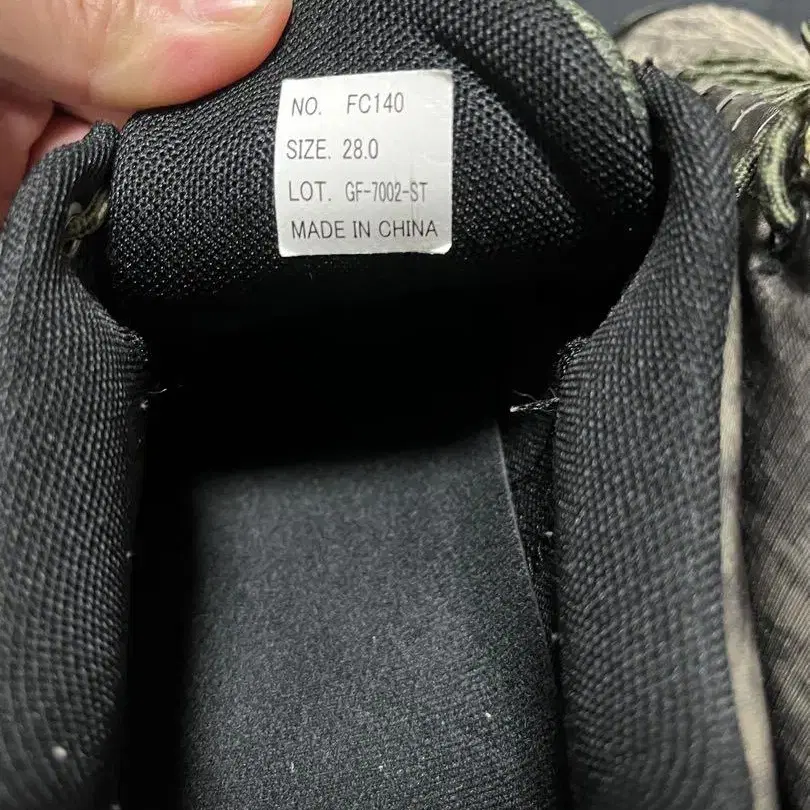 NO. FC140
SIZE. 28.0
LOT. GF-7002-ST
MADE IN CHINA